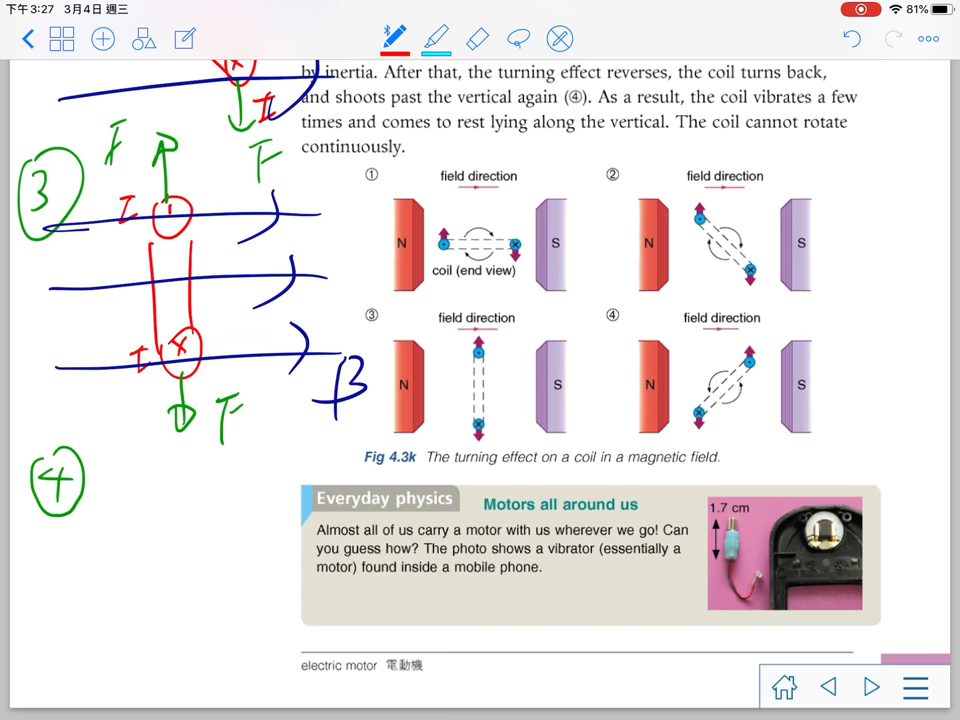 下午3:27 3月4日 週三
81%
by inertia. After that, the turning effect reverses, the coil turns back,
and shoots past the vertical again (④). As a result, the coil vibrates a few
times and comes to rest lying along the vertical. The coil cannot rotate
continuously.
X
I
F
F
③
I
I
X
B
F
④
①
field direction
N
S
coil (end view)
②
field direction
N
S
③
field direction
N
S
④
field direction
N
S
Fig 4.3k The turning effect on a coil in a magnetic field.
Everyday physics Motors all around us
Almost all of us carry a motor with us wherever we go! Can
you guess how? The photo shows a vibrator (essentially a
motor) found inside a mobile phone.
1.7 cm
electric motor 電動機